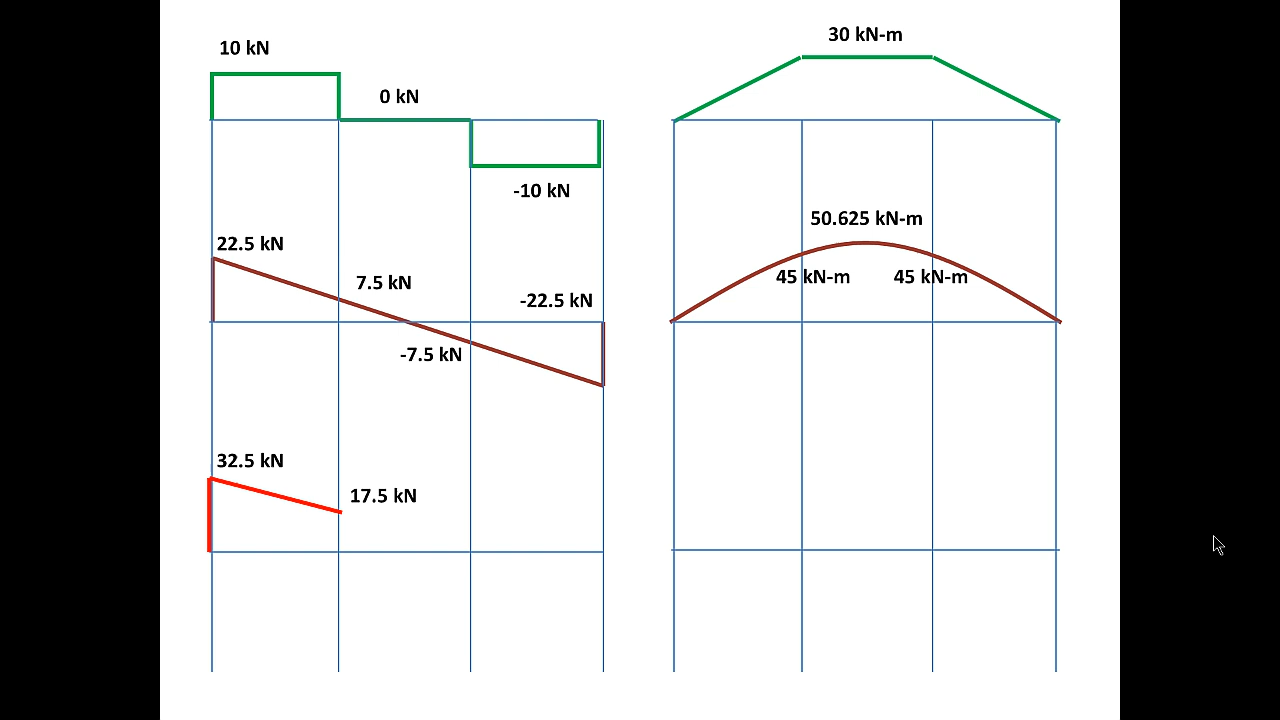 10 kN
0 kN
-10 kN
22.5 kN
7.5 kN
-22.5 kN
-7.5 kN
32.5 kN
17.5 kN
30 kN-m
50.625 kN-m
45 kN-m
45 kN-m